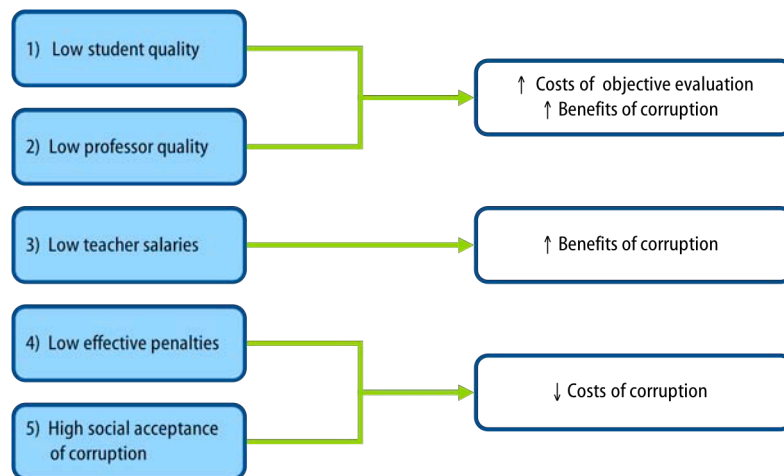 1) Low student quality
2) Low professor quality
↑ Costs of objective evaluation
↑ Benefits of corruption
3) Low teacher salaries
↑ Benefits of corruption
4) Low effective penalties
5) High social acceptance
of corruption
↓ Costs of corruption